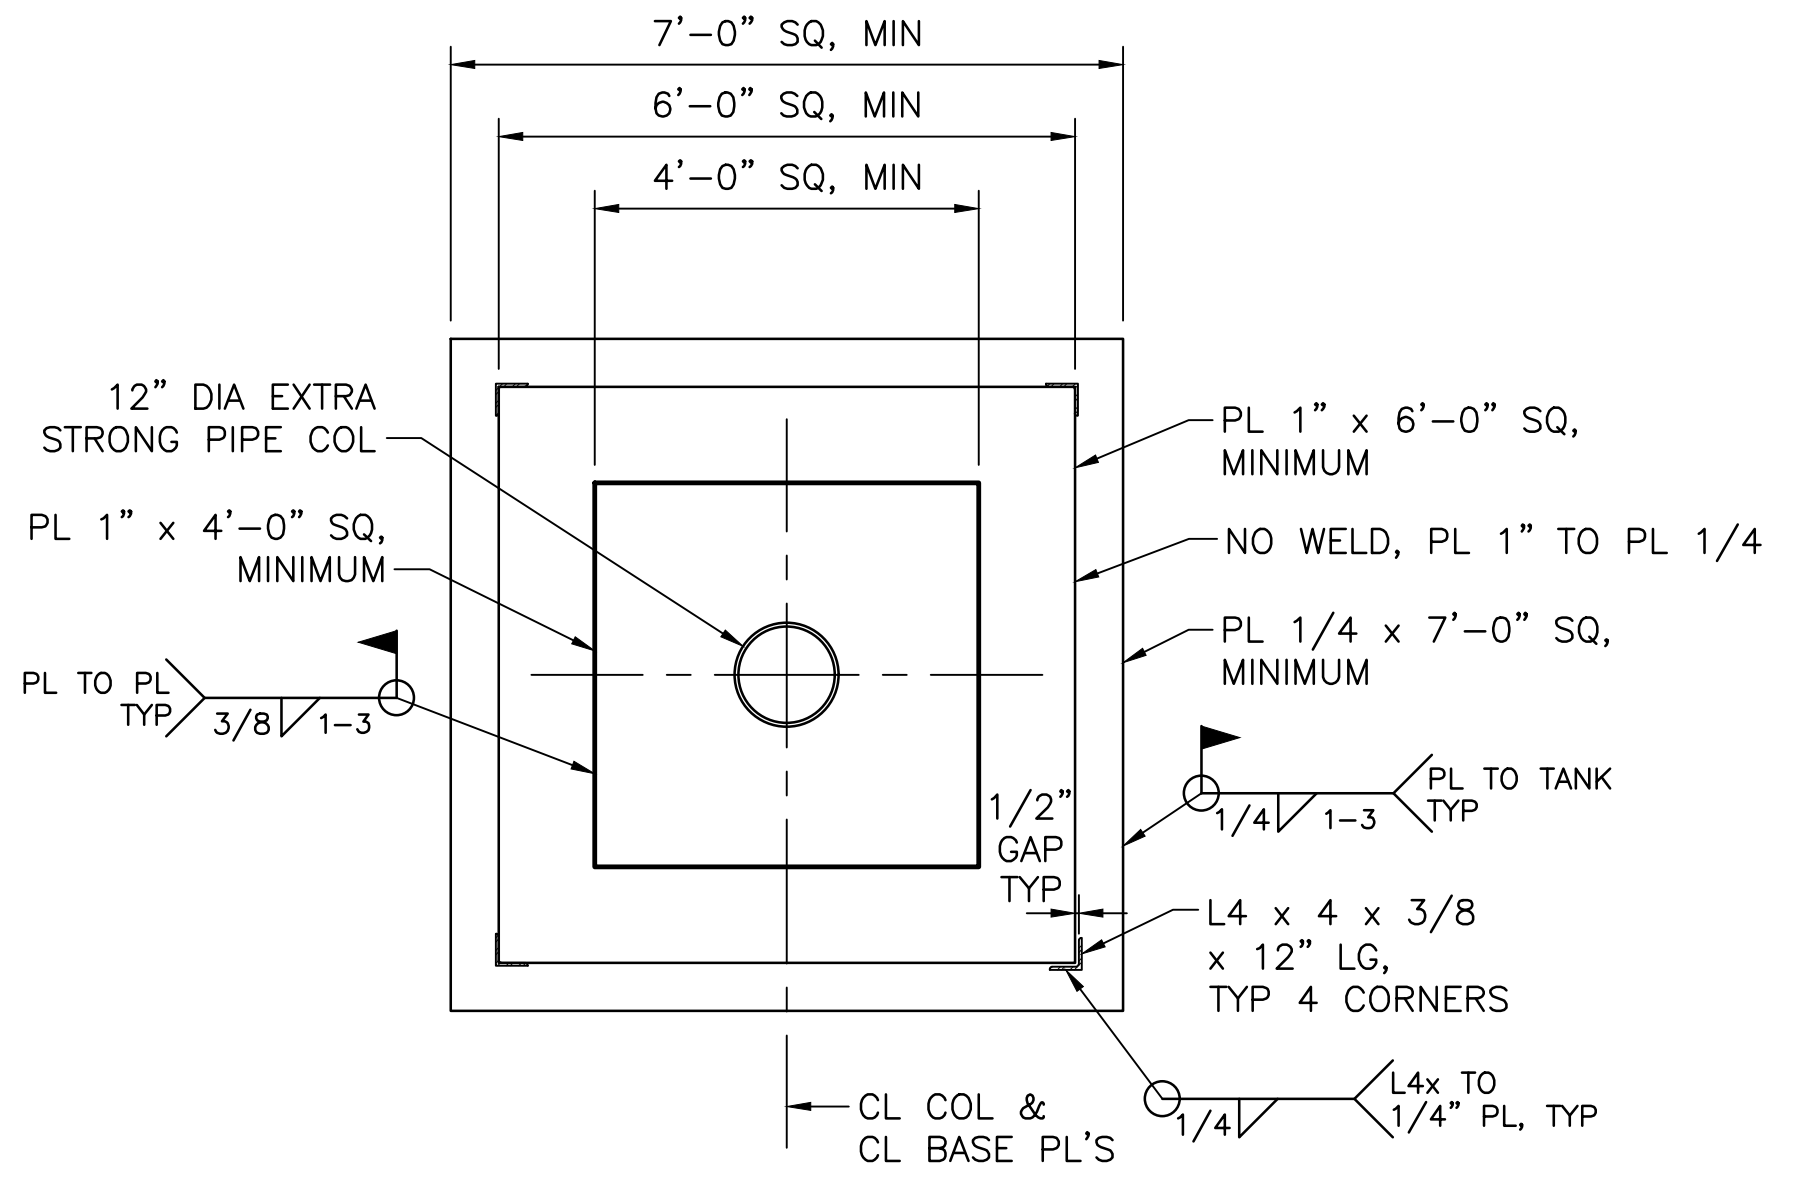 7'-0" SQ, MIN
6'-0" SQ, MIN
4'-0" SQ, MIN
12" DIA EXTRA
STRONG PIPE COL
PL 1" x 4'-0" SQ,
MINIMUM
PL TO PL
TYP
3/8
1-3
PL 1" x 6'-0" SQ,
MINIMUM
NO WELD, PL 1" TO PL 1/4
PL 1/4 x 7'-0" SQ,
MINIMUM
1/4
1-3
PL TO TANK
TYP
1/2"
GAP
TYP
L4 x 4 x 3/8
x 12" LG,
TYP 4 CORNERS
1/4
L4x TO
1/4" PL, TYP
CL COL &
CL BASE PL'S